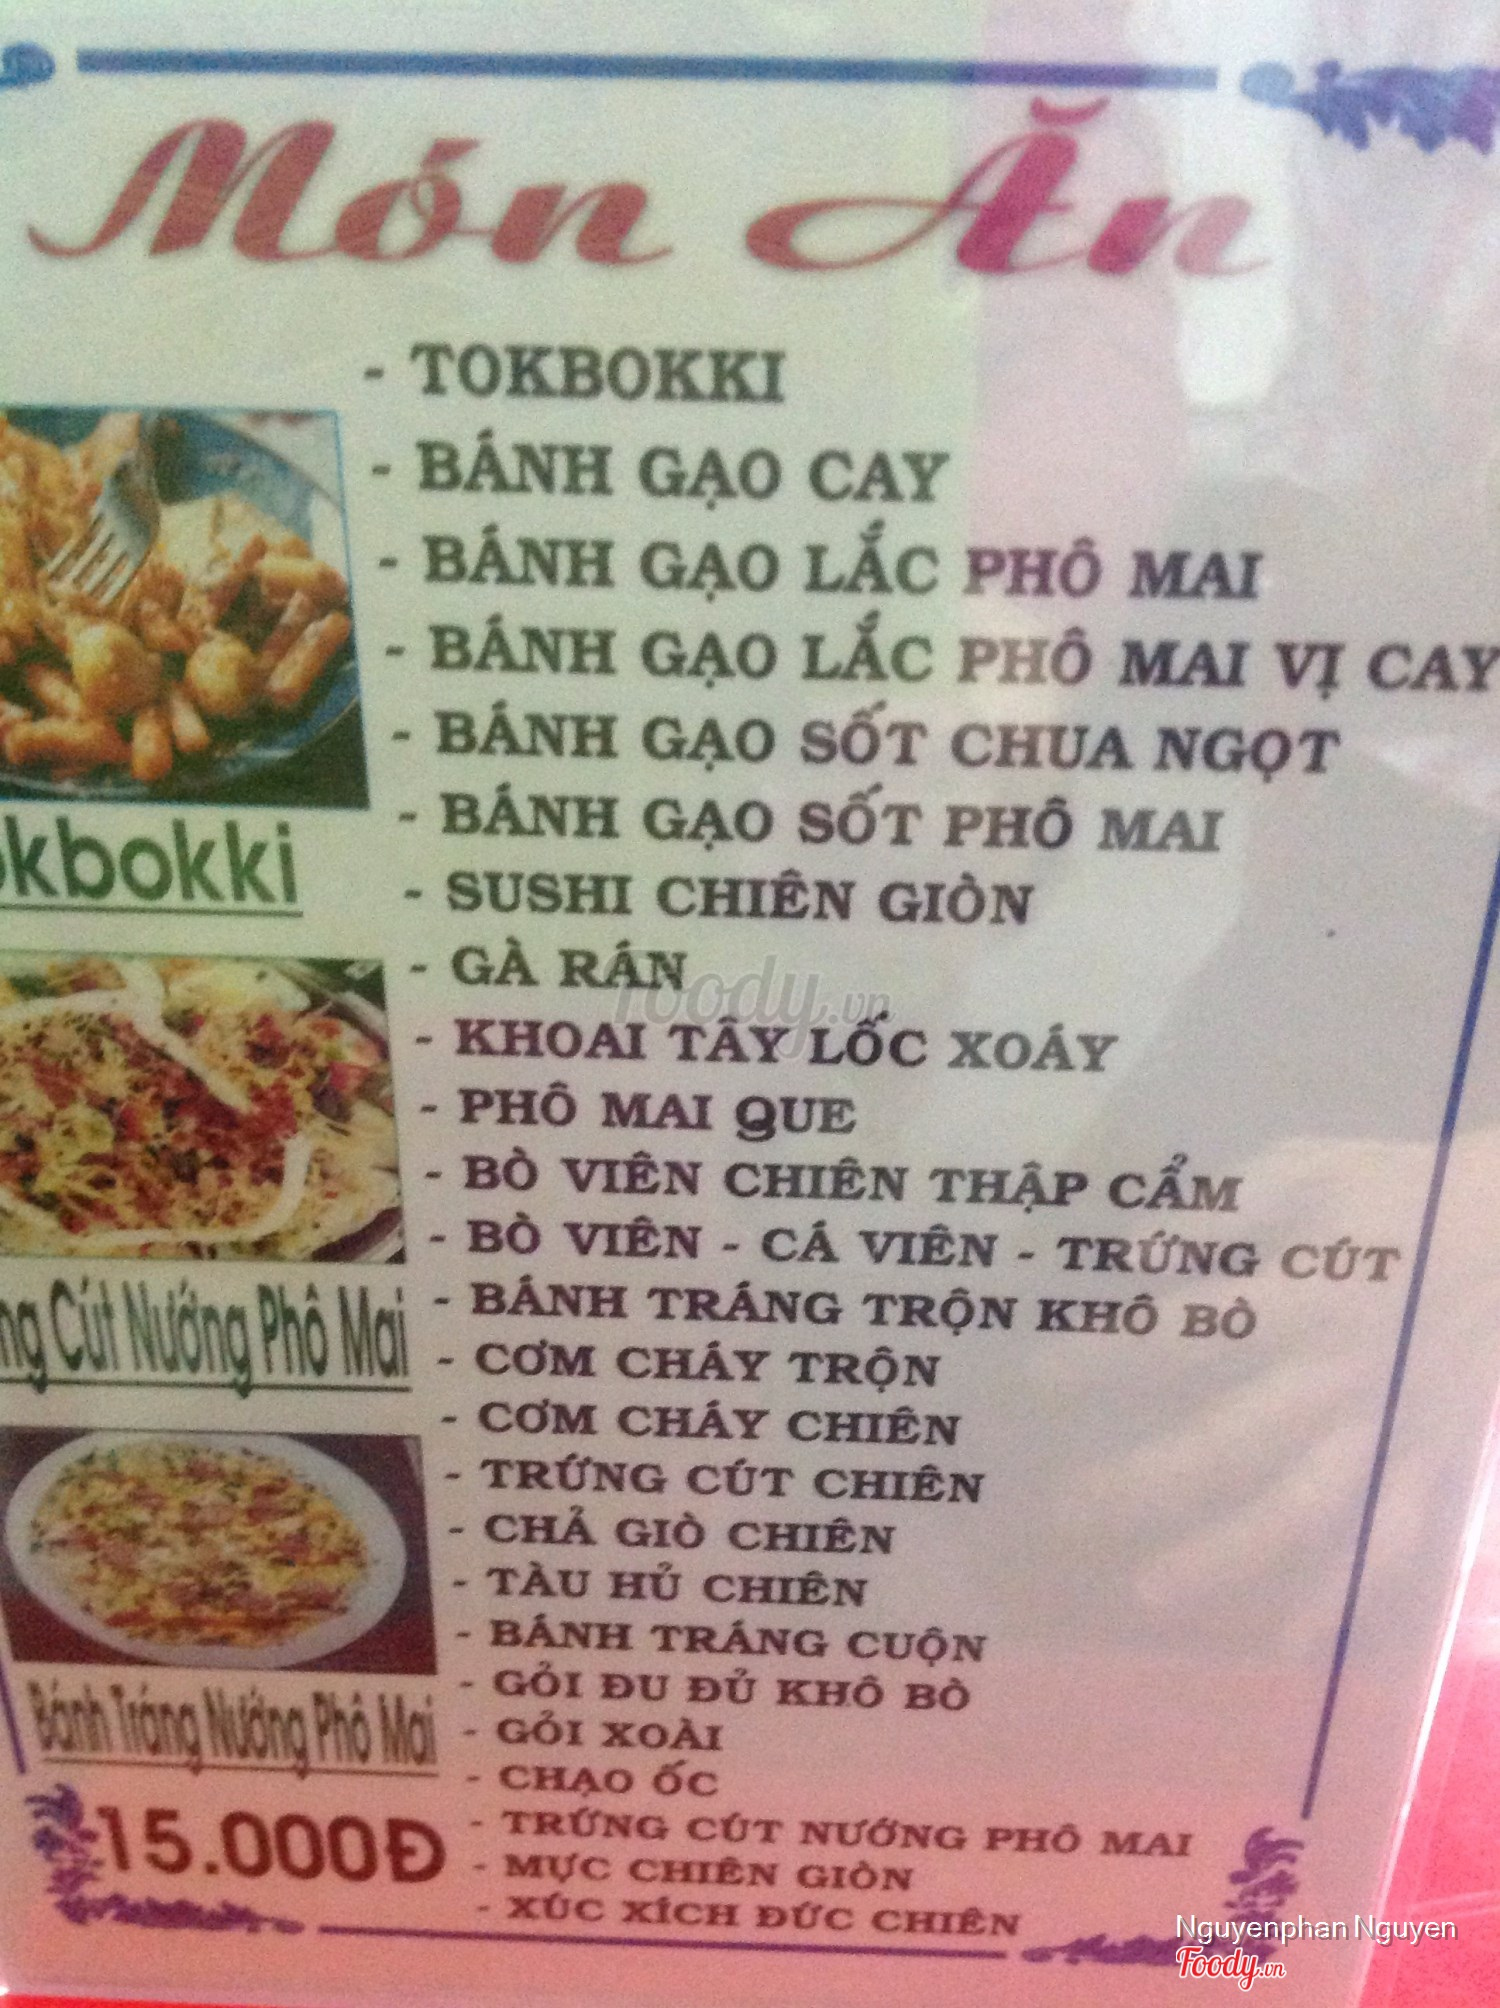 Món Ăn
- TOKBOKKI
- BÁNH GẠO CAY
- BÁNH GẠO LẮC PHÔ MAI
- BÁNH GẠO LẮC PHÔ MAI VỊ CAY
- BÁNH GẠO SỐT CHUA NGỌT
- BÁNH GẠO SỐT PHÔ MAI
- SUSHI CHIÊN GIÒN
- GÀ RÁN
- KHOAI TÂY LỐC XOÁY
- PHÔ MAI QUE
- BÒ VIÊN CHIÊN THẬP CẨM
- BÒ VIÊN - CÁ VIÊN - TRỨNG CÚT
- BÁNH TRÁNG TRỘN KHÔ BÒ
- CƠM CHÁY TRỘN
- CƠM CHÁY CHIÊN
- TRỨNG CÚT CHIÊN
- CHẢ GIÒ CHIÊN
- TÀU HỦ CHIÊN
- BÁNH TRÁNG CUỘN
- GỎI ĐU ĐỦ KHÔ BÒ
- GỎI XOÀI
- CHẠO ỐC
- TRỨNG CÚT NƯỚNG PHÔ MAI
- MỰC CHIÊN GIÒN
- XÚC XÍCH ĐỨC CHIÊN
okbokki
ng Cút Nướng Phô Mai
Bánh Tráng Nướng Phô Mai
15.000Đ
foody.vn
Nguyenphan Nguyen
Foody.vn